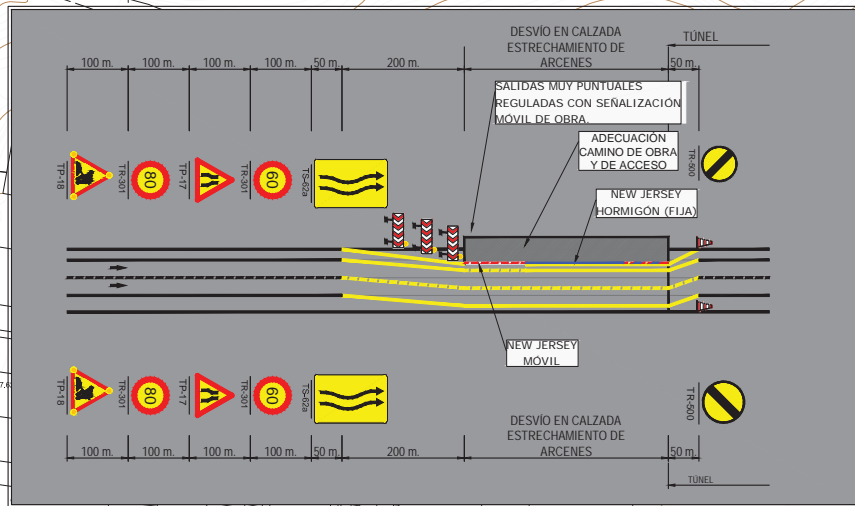 DESVÍO EN CALZADA
ESTRECHAMIENTO DE
ARCENES
TÚNEL
100 m.
100 m.
100 m.
100 m.
50 m.
200 m.
50 m.
SALIDAS MUY PUNTUALES
REGULADAS CON SEÑALIZACIÓN
MÓVIL DE OBRA.
ADECUACIÓN
CAMINO DE OBRA
Y DE ACCESO
NEW JERSEY
HORMIGÓN (FIJA)
TP-18
TR-301
80
TP-17
TR-301
60
TS-62a
TR-500
NEW JERSEY
MÓVIL
TP-18
TR-301
80
TP-17
TR-301
60
TS-62a
TR-500
DESVÍO EN CALZADA
ESTRECHAMIENTO DE
ARCENES
100 m.
100 m.
100 m.
100 m.
50 m.
200 m.
50 m.
TÚNEL